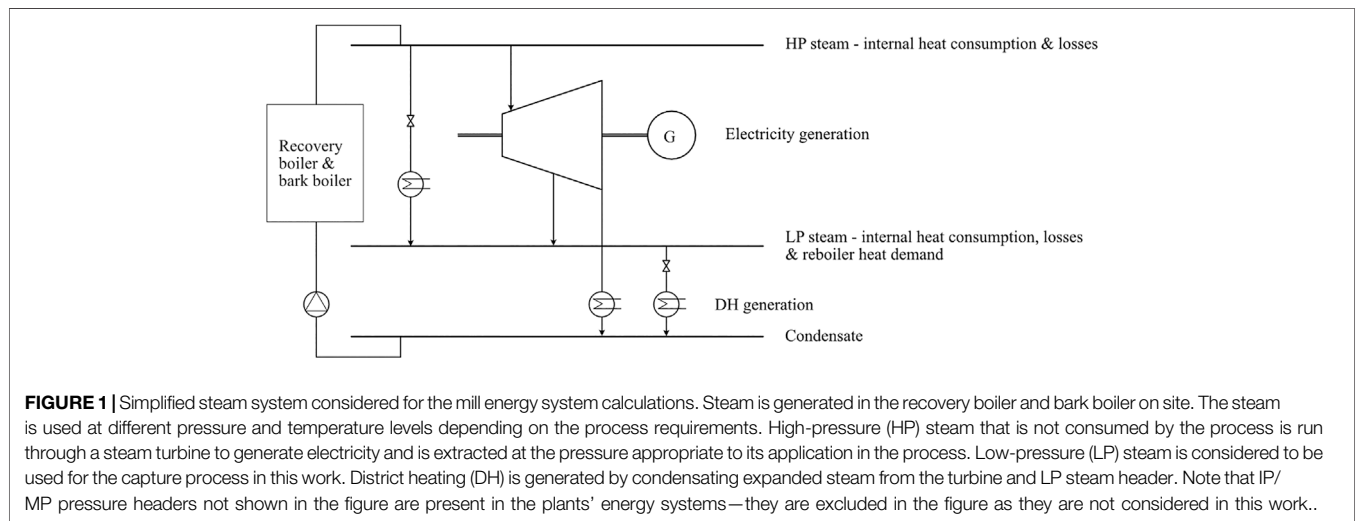 HP steam - internal heat consumption & losses
Recovery
boiler &
bark boiler
G
Electricity generation
LP steam - internal heat consumption, losses
& reboiler heat demand
DH generation
Condensate
FIGURE 1 | Simplified steam system considered for the mill energy system calculations. Steam is generated in the recovery boiler and bark boiler on site. The steam
is used at different pressure and temperature levels depending on the process requirements. High-pressure (HP) steam that is not consumed by the process is run
through a steam turbine to generate electricity and is extracted at the pressure appropriate to its application in the process. Low-pressure (LP) steam is considered to be
used for the capture process in this work. District heating (DH) is generated by condensating expanded steam from the turbine and LP steam header. Note that IP/
MP pressure headers not shown in the figure are present in the plants' energy systems—they are excluded in the figure as they are not considered in this work..